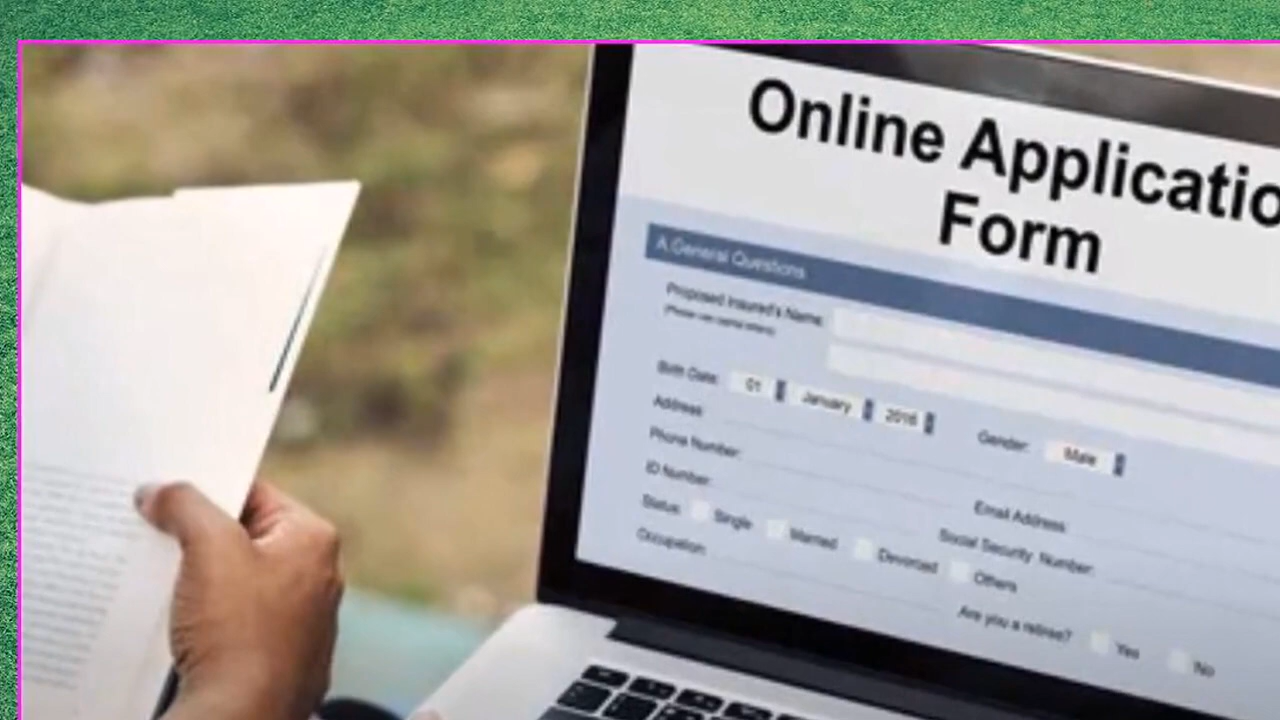 Online Applicatio
Form
A.General Questions
Proposed Insured's Name:
Birth Date: 01 January 2016 Gender: Male
Address:
Phone Number:
ID Number: Email Address:
Status: Single Married Devorced Others
Social Security Number:
Occupation:
Are you a retiree? Yes No